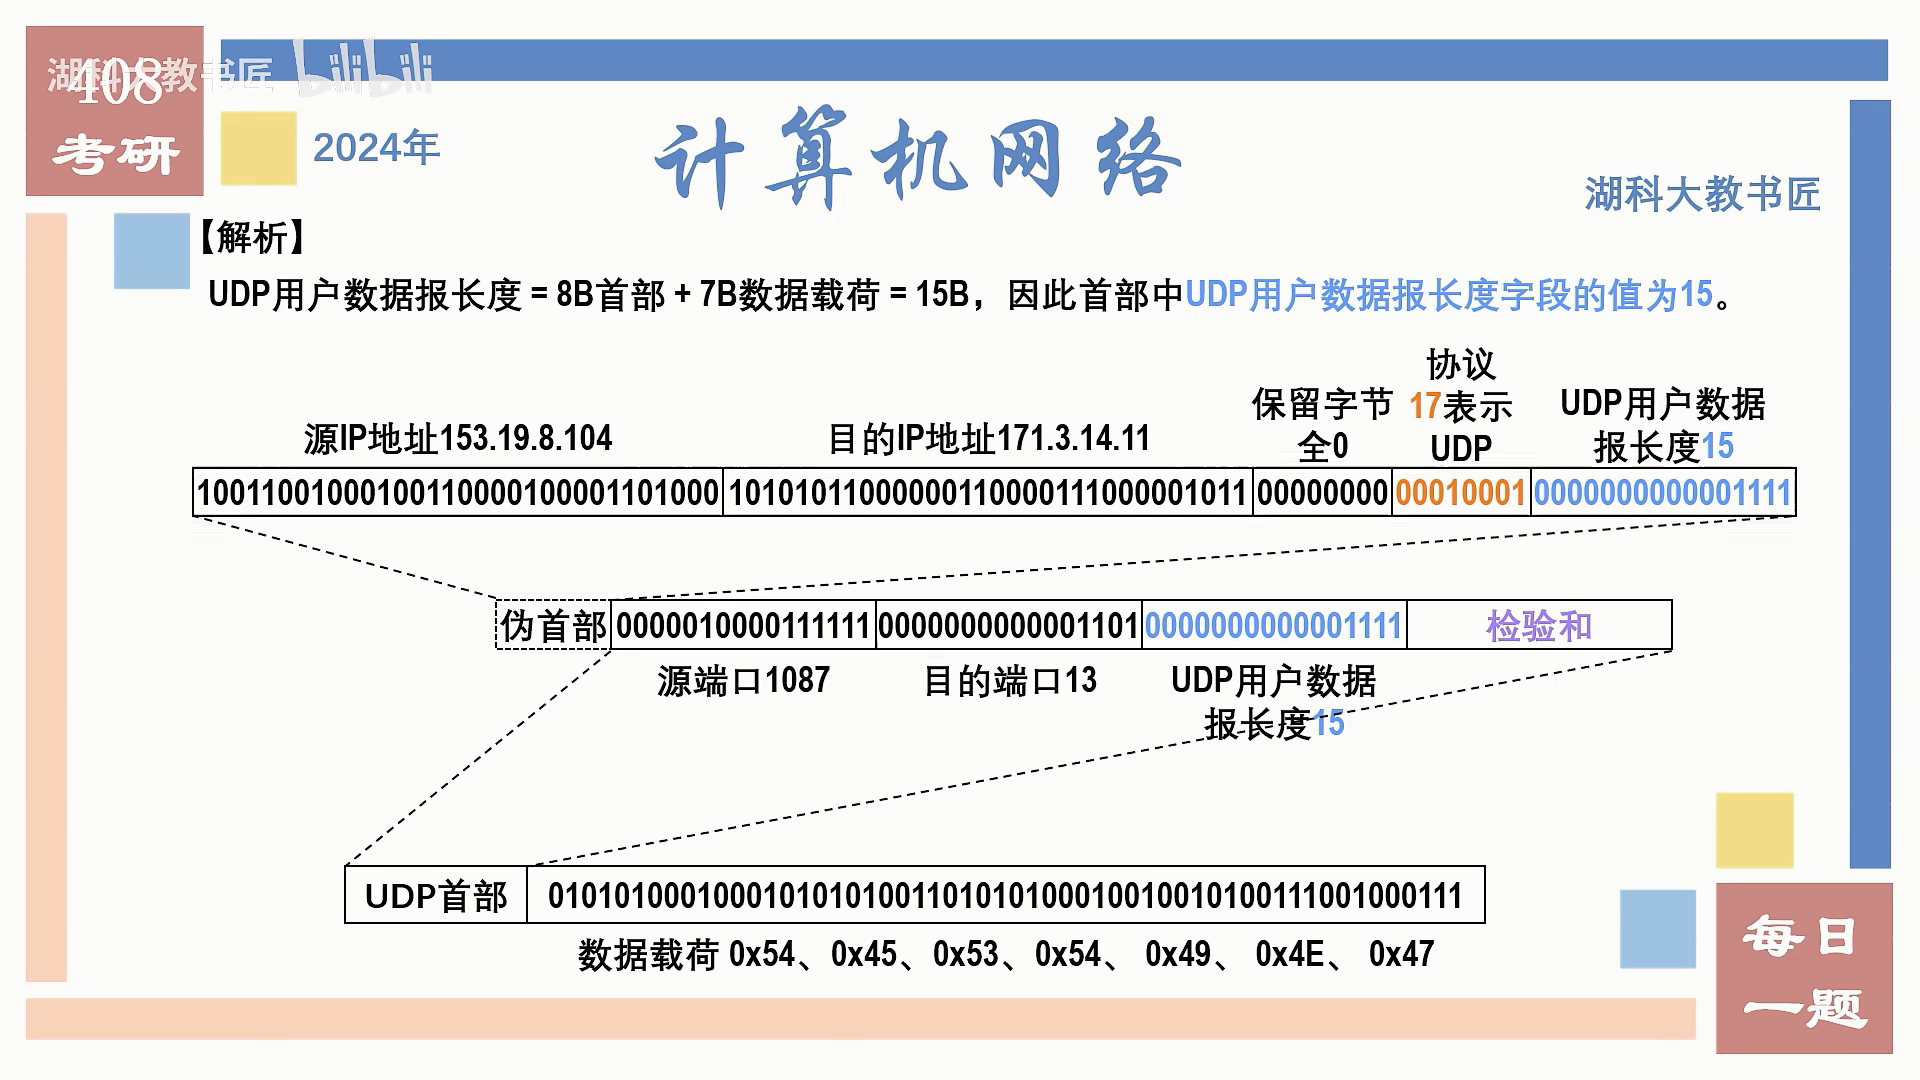 408
考研
湖科大教书匠 bilibili
2024年
计算机网络
湖科大教书匠
【解析】
UDP用户数据报长度 = 8B首部 + 7B数据载荷 = 15B，因此首部中UDP用户数据报长度字段的值为15。
源IP地址153.19.8.104
目的IP地址171.3.14.11
保留字节
全0
协议
17表示
UDP
UDP用户数据
报长度15
10011001000100110000100001101000 10101011000000110000111000001011 00000000 00010001 0000000000001111
伪首部 0000010000111111 0000000000001101 0000000000001111 检验和
源端口1087
目的端口13
UDP用户数据
报长度15
UDP首部 01010100010001010101001101010100010010010100111001000111
数据载荷 0x54、0x45、0x53、0x54、 0x49、 0x4E、 0x47
每日
一题